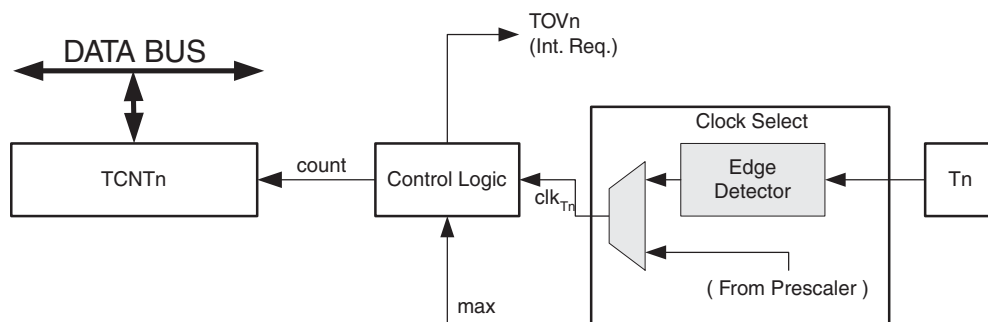 TOVn
(Int. Req.)
DATA BUS
Clock Select
TCNTn
count
Control Logic
clkTn
Edge
Detector
Tn
( From Prescaler )
max